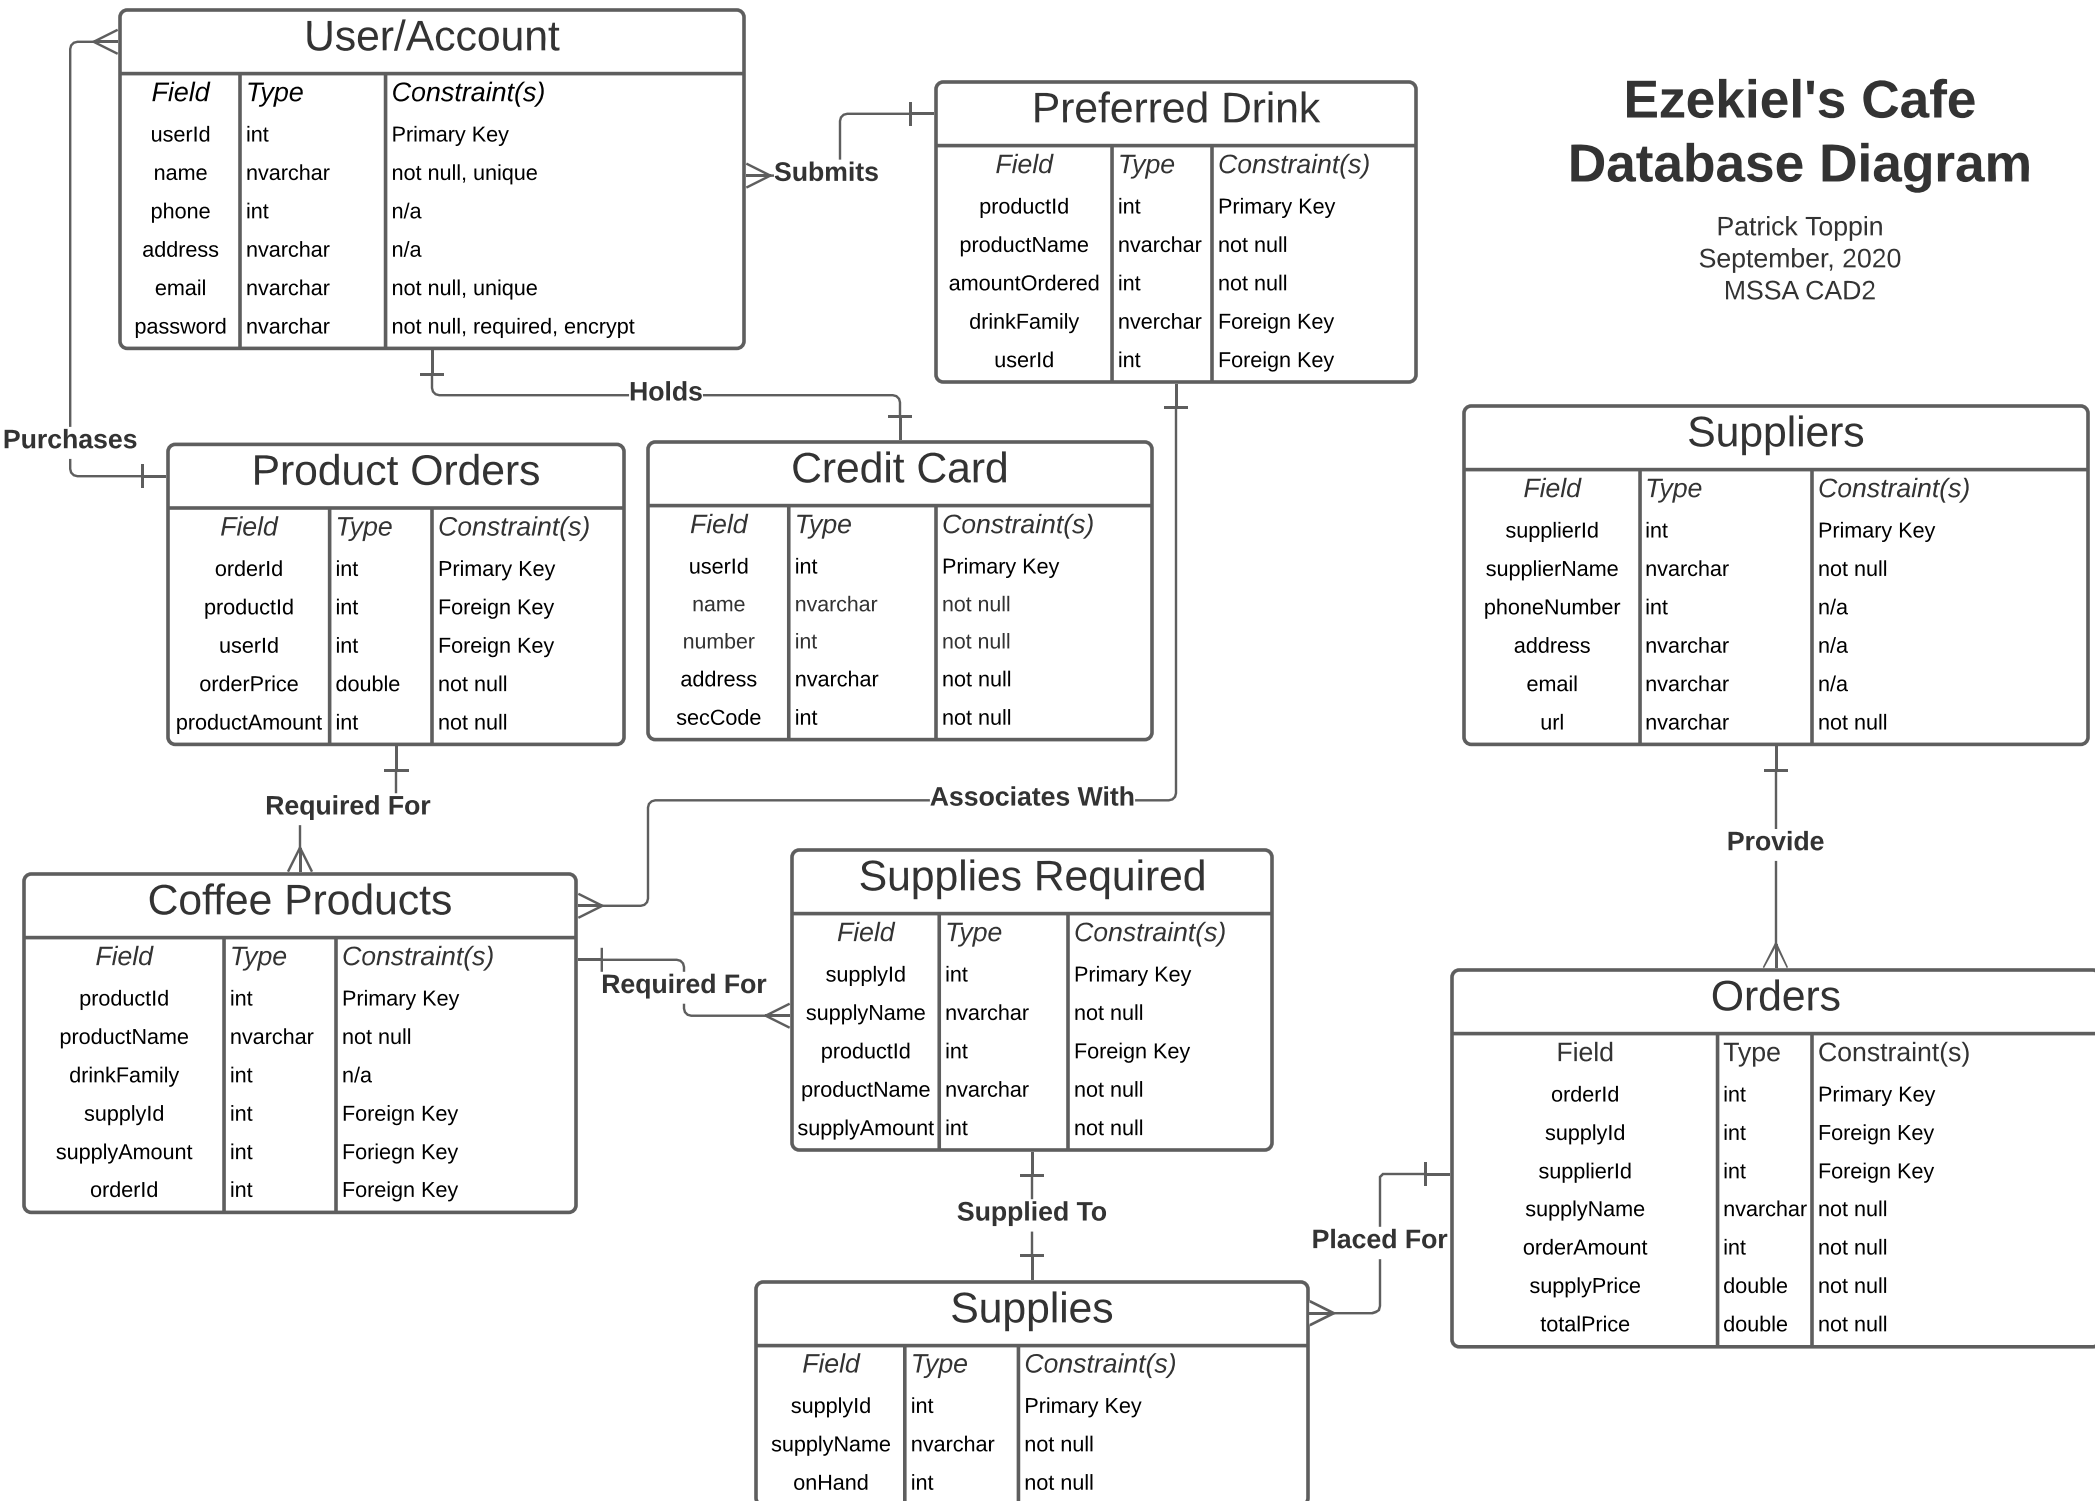 User/Account
Field Type Constraint(s)
userId int Primary Key
name nvarchar not null, unique
phone int n/a
address nvarchar n/a
email nvarchar not null, unique
password nvarchar not null, required, encrypt
Submits
Preferred Drink
Field Type Constraint(s)
productId int Primary Key
productName nvarchar not null
amountOrdered int not null
drinkFamily nverchar Foreign Key
userId int Foreign Key
Ezekiel's Cafe
Database Diagram
Patrick Toppin
September, 2020
MSSA CAD2
Holds
Purchases
Product Orders
Field Type Constraint(s)
orderId int Primary Key
productId int Foreign Key
userId int Foreign Key
orderPrice double not null
productAmount int not null
Credit Card
Field Type Constraint(s)
userId int Primary Key
name nvarchar not null
number int not null
address nvarchar not null
secCode int not null
Suppliers
Field Type Constraint(s)
supplierId int Primary Key
supplierName nvarchar not null
phoneNumber int n/a
address nvarchar n/a
email nvarchar n/a
url nvarchar not null
Required For
Associates With
Provide
Coffee Products
Field Type Constraint(s)
productId int Primary Key
productName nvarchar not null
drinkFamily int n/a
supplyId int Foreign Key
supplyAmount int Foriegn Key
orderId int Foreign Key
Required For
Supplies Required
Field Type Constraint(s)
supplyId int Primary Key
supplyName nvarchar not null
productId int Foreign Key
productName nvarchar not null
supplyAmount int not null
Orders
Field Type Constraint(s)
orderId int Primary Key
supplyId int Foreign Key
supplierId int Foreign Key
supplyName nvarchar not null
orderAmount int not null
supplyPrice double not null
totalPrice double not null
Supplied To
Placed For
Supplies
Field Type Constraint(s)
supplyId int Primary Key
supplyName nvarchar not null
onHand int not null